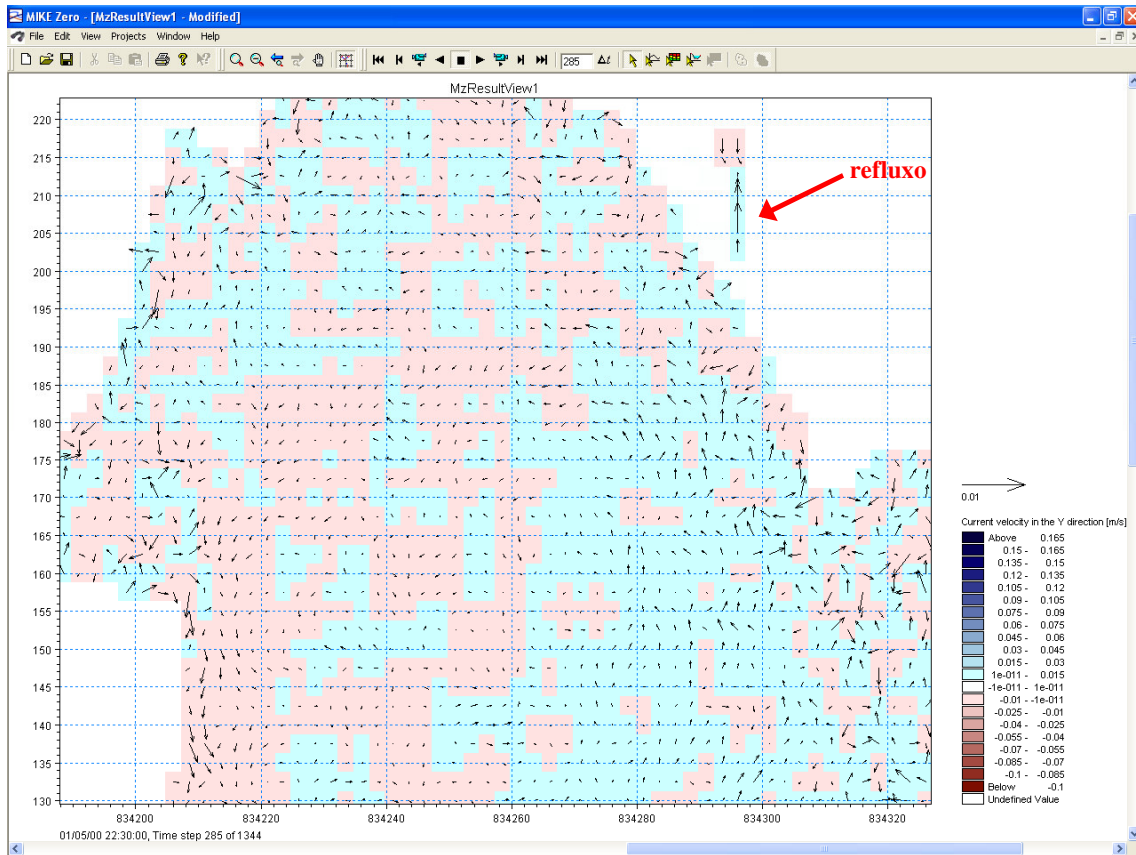 MIKE Zero - [MzResultView1 - Modified]
File Edit View Projects Window Help
285 Δt
MzResultView1
refluxo
220
215
210
205
200
195
190
185
180
175
170
165
160
155
150
145
140
135
130
834200 834220 834240 834260 834280 834300 834320
01/05/00 22:30:00, Time step 285 of 1344
0.01
Current velocity in the Y direction [m/s]
Above 0.165
0.15 - 0.165
0.135 - 0.15
0.12 - 0.135
0.105 - 0.12
0.09 - 0.105
0.075 - 0.09
0.06 - 0.075
0.045 - 0.06
0.03 - 0.045
0.015 - 0.03
1e-011 - 0.015
-1e-011 - 1e-011
-0.01 - -1e-011
-0.025 - -0.01
-0.04 - -0.025
-0.055 - -0.04
-0.07 - -0.055
-0.085 - -0.07
-0.1 - -0.085
Below -0.1
Undefined Value